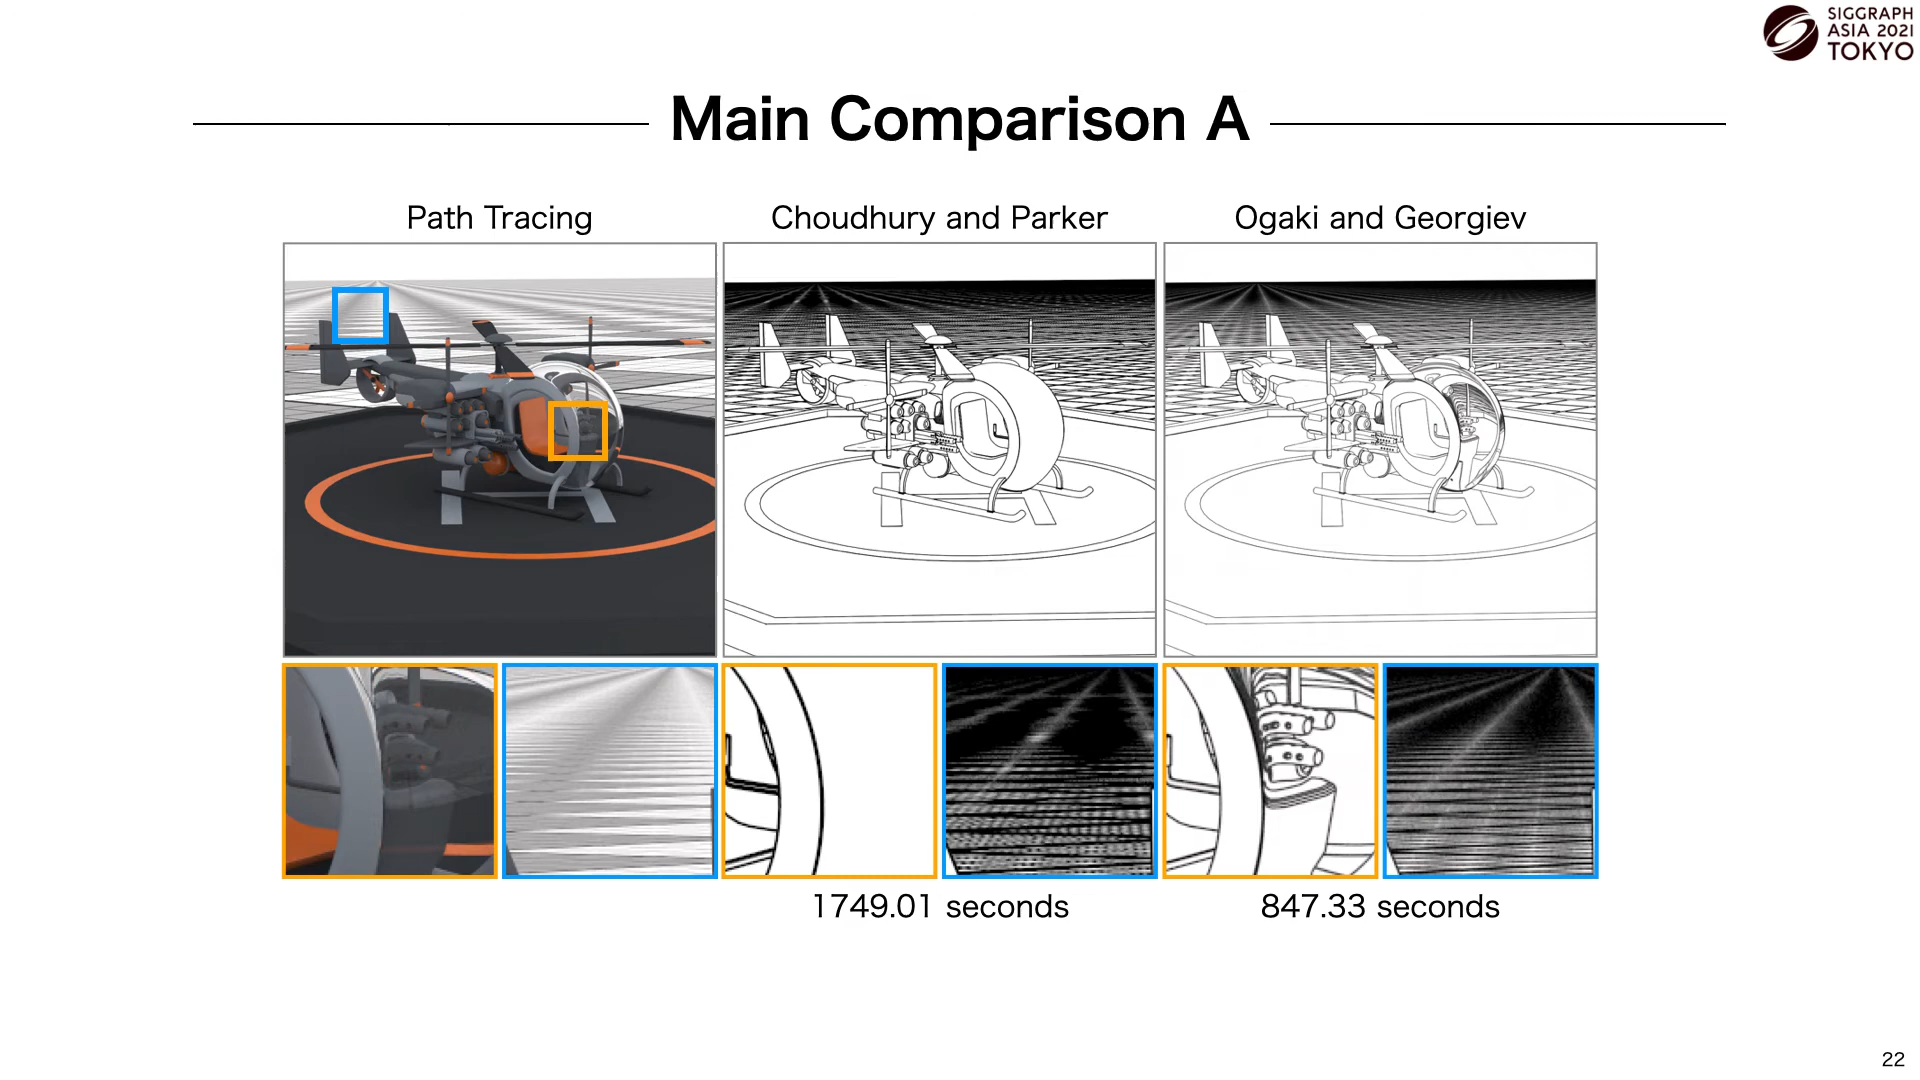 SIGGRAPH
ASIA 2021
TOKYO
Main Comparison A
Path Tracing
Choudhury and Parker
Ogaki and Georgiev
1749.01 seconds
847.33 seconds
22